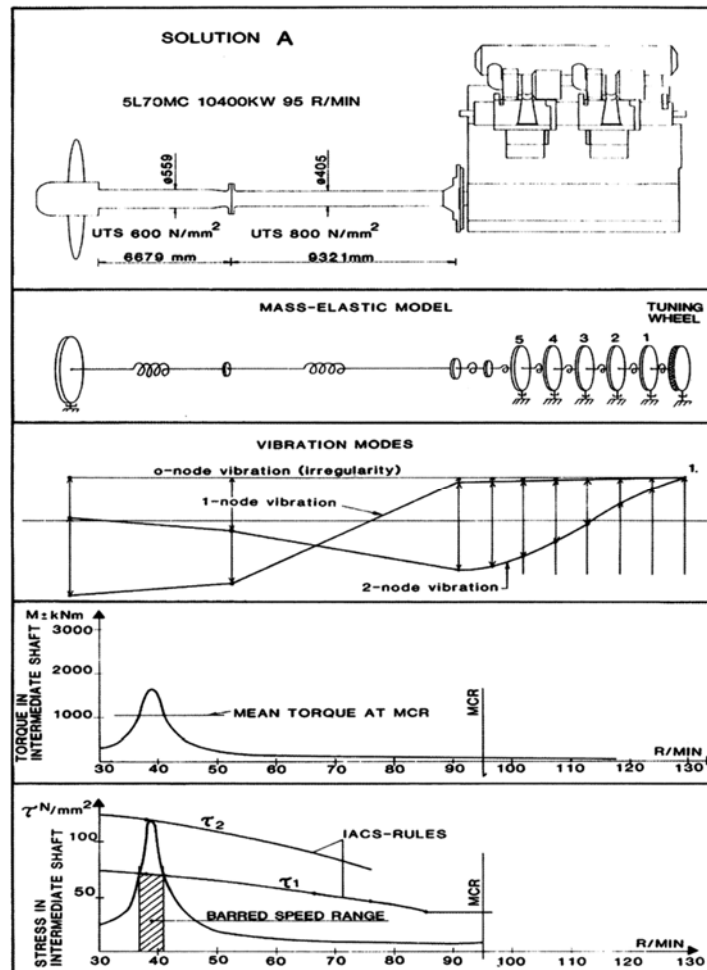 SOLUTION A
5L70MC 10400KW 95 R/MIN
ø559
ø405
UTS 600 N/mm²
UTS 800 N/mm²
6679 mm
9321mm
MASS-ELASTIC MODEL
TUNING
WHEEL
5
4
3
2
1
VIBRATION MODES
o-node vibration (irregularity)
1.
1-node vibration
2-node vibration
TORQUE IN
INTERMEDIATE SHAFT
M±kNm
3000
2000
1000
MEAN TORQUE AT MCR
MCR
R/MIN
30 40 50 60 70 80 90 100 110 120 130
STRESS IN
INTERMEDIATE SHAFT
τ N/mm²
100
50
τ2
IACS-RULES
τ1
MCR
BARRED SPEED RANGE
R/MIN
30 40 50 60 70 80 90 100 110 120 130